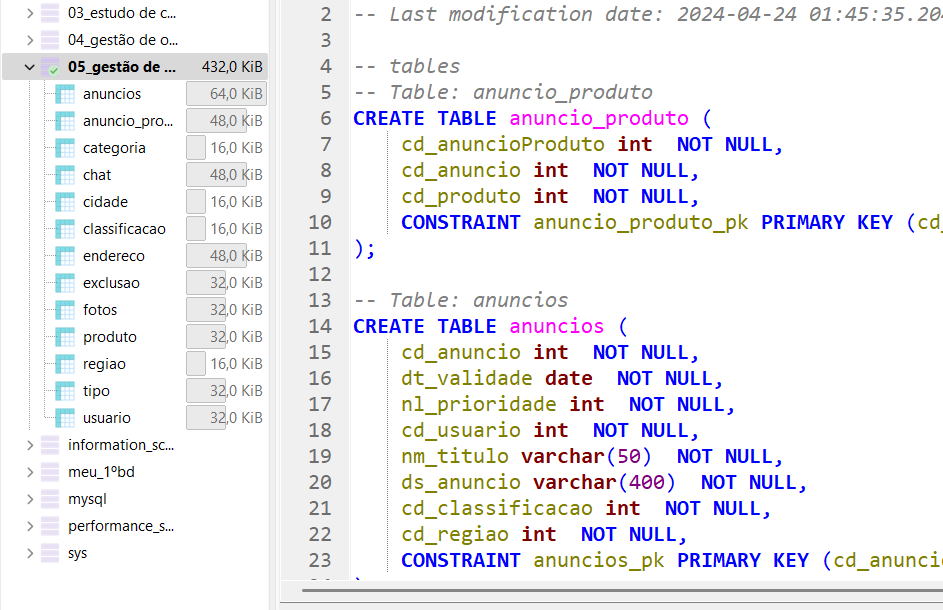 03_estudo de c...
04_gestão de o...
05_gestão de ... 432,0 KiB
anuncios 64,0 KiB
anuncio_pro... 48,0 KiB
categoria 16,0 KiB
chat 48,0 KiB
cidade 16,0 KiB
classificacao 16,0 KiB
endereco 48,0 KiB
exclusao 32,0 KiB
fotos 32,0 KiB
produto 32,0 KiB
regiao 16,0 KiB
tipo 32,0 KiB
usuario 32,0 KiB
information_sc...
meu_1ºbd
mysql
performance_s...
sys
2 -- Last modification date: 2024-04-24 01:45:35.204
3
4 -- tables
5 -- Table: anuncio_produto
6 CREATE TABLE anuncio_produto (
7 cd_anuncioProduto int  NOT NULL,
8 cd_anuncio int  NOT NULL,
9 cd_produto int  NOT NULL,
10 CONSTRAINT anuncio_produto_pk PRIMARY KEY (cd_
11 );
12
13 -- Table: anuncios
14 CREATE TABLE anuncios (
15 cd_anuncio int  NOT NULL,
16 dt_validade date  NOT NULL,
17 nl_prioridade int  NOT NULL,
18 cd_usuario int  NOT NULL,
19 nm_titulo varchar(50)  NOT NULL,
20 ds_anuncio varchar(400)  NOT NULL,
21 cd_classificacao int  NOT NULL,
22 cd_regiao int  NOT NULL,
23 CONSTRAINT anuncios_pk PRIMARY KEY (cd_anunci